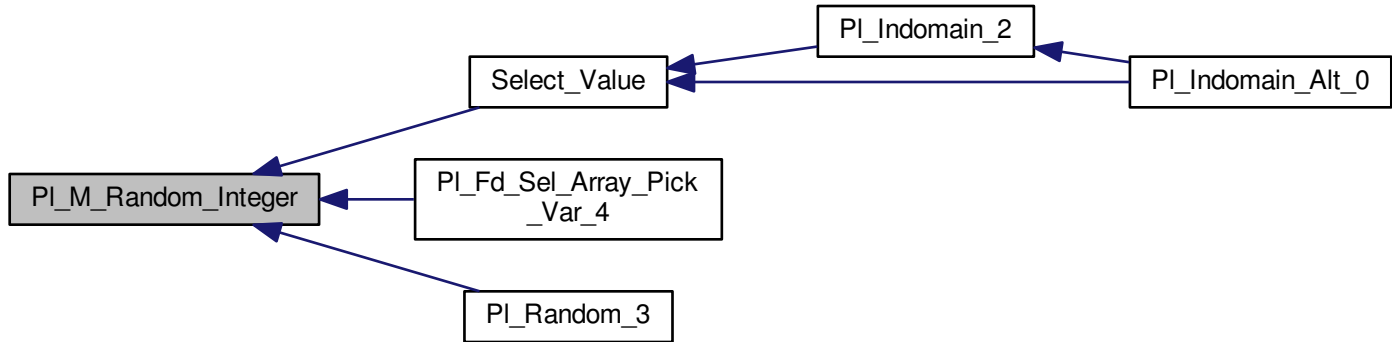 Pl_Indomain_2
Select_Value
Pl_Indomain_Alt_0
Pl_M_Random_Integer
Pl_Fd_Sel_Array_Pick
_Var_4
Pl_Random_3